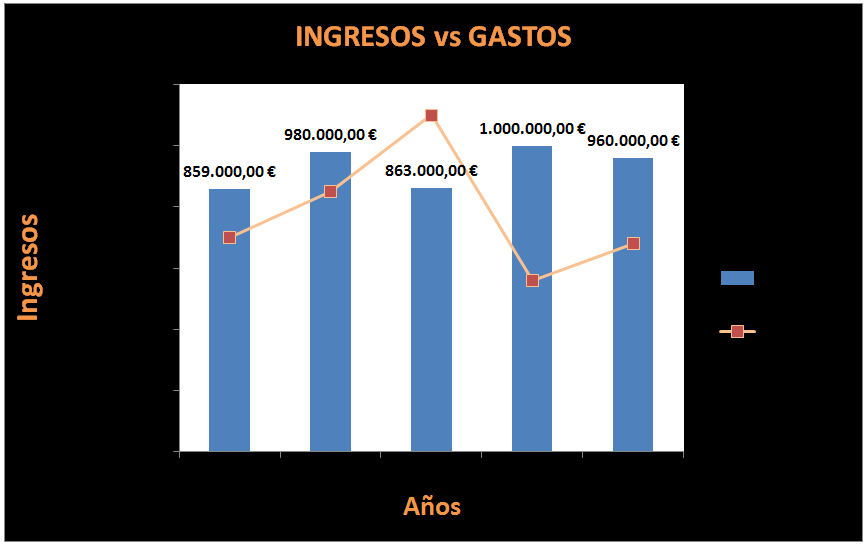 INGRESOS vs GASTOS
859.000,00 €
980.000,00 €
863.000,00 €
1.000.000,00 €
960.000,00 €
Ingresos
Años